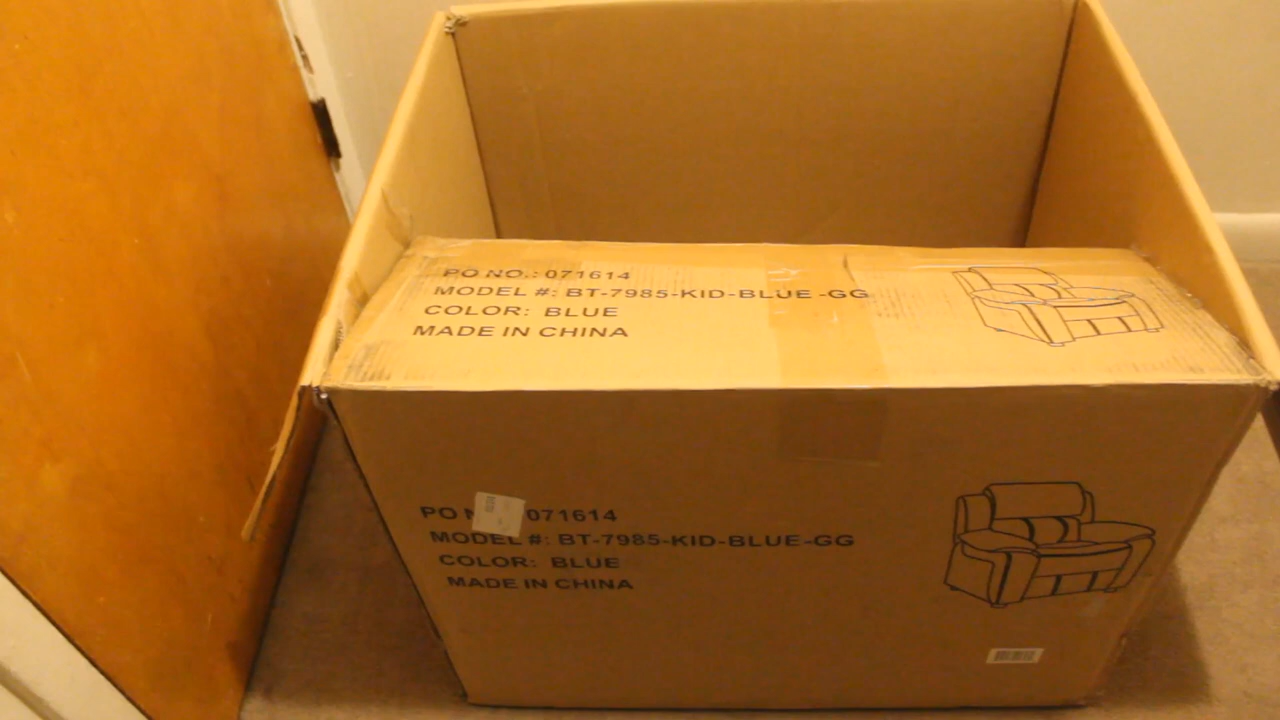 PO NO.: 071614
MODEL #: BT-7985-KID-BLUE -GG
COLOR: BLUE
MADE IN CHINA
PO N 071614
MODEL #: BT-7985-KID-BLUE-GG
COLOR: BLUE
MADE IN CHINA